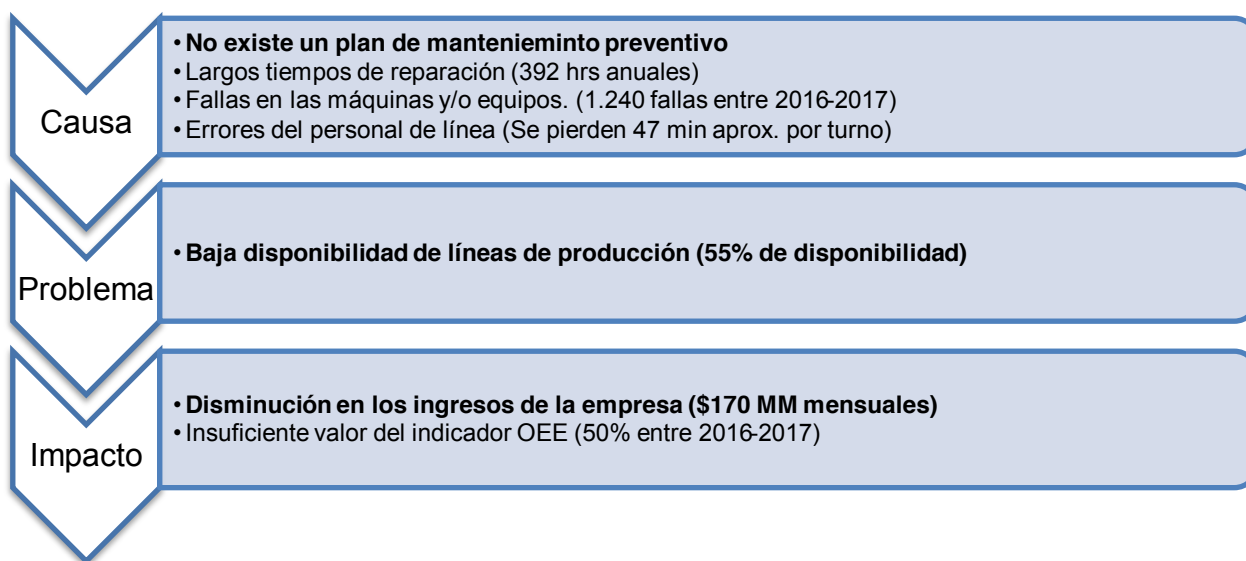 Causa
• No existe un plan de mantenieminto preventivo
• Largos tiempos de reparación (392 hrs anuales)
• Fallas en las máquinas y/o equipos. (1.240 fallas entre 2016-2017)
• Errores del personal de línea (Se pierden 47 min aprox. por turno)
Problema
• Baja disponibilidad de líneas de producción (55% de disponibilidad)
Impacto
• Disminución en los ingresos de la empresa ($170 MM mensuales)
• Insuficiente valor del indicador OEE (50% entre 2016-2017)